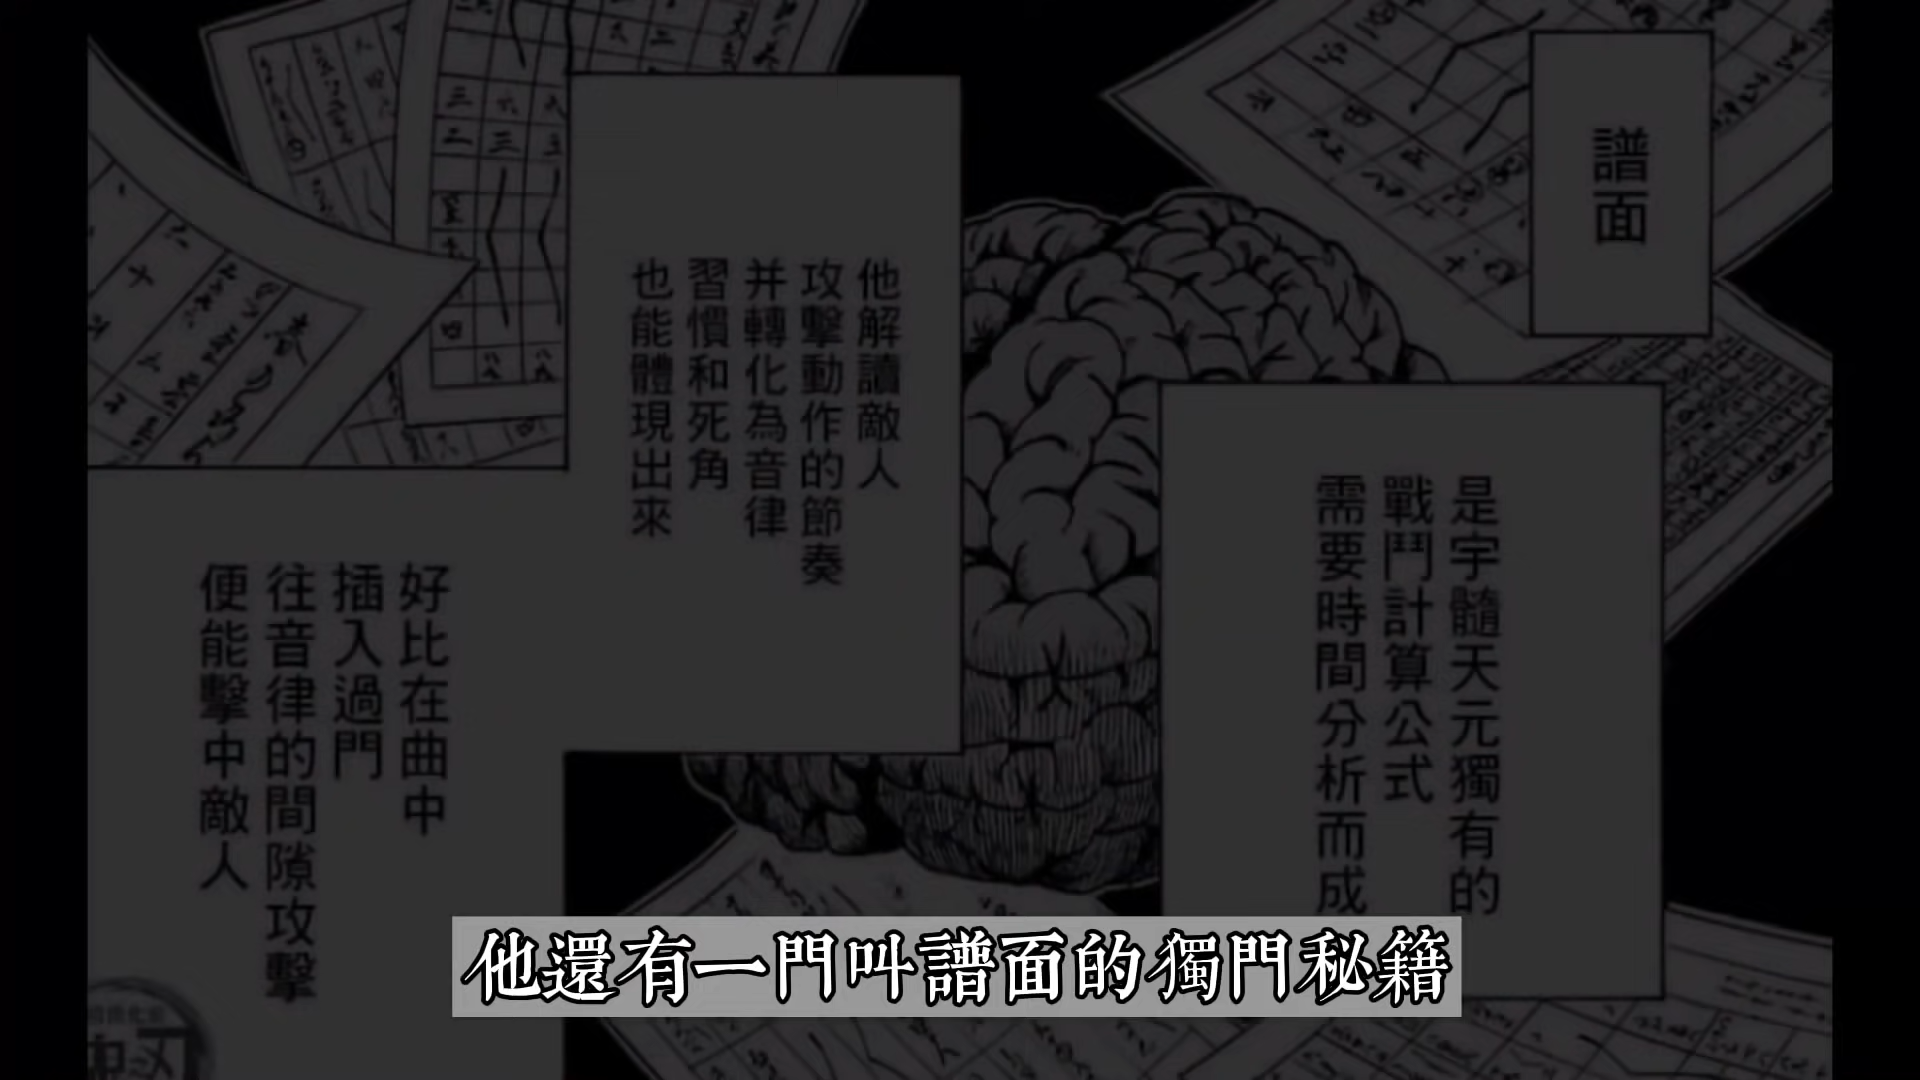 譜面
是宇髓天元獨有的
戰鬥計算公式
需要時間分析而成
他解讀敵人
攻擊動作的節奏
并轉化為音律
習慣和死角
也能體現出來
好比在曲中
插入過門
往音律的間隙攻擊
便能擊中敵人
他還有一門叫譜面的獨門秘籍